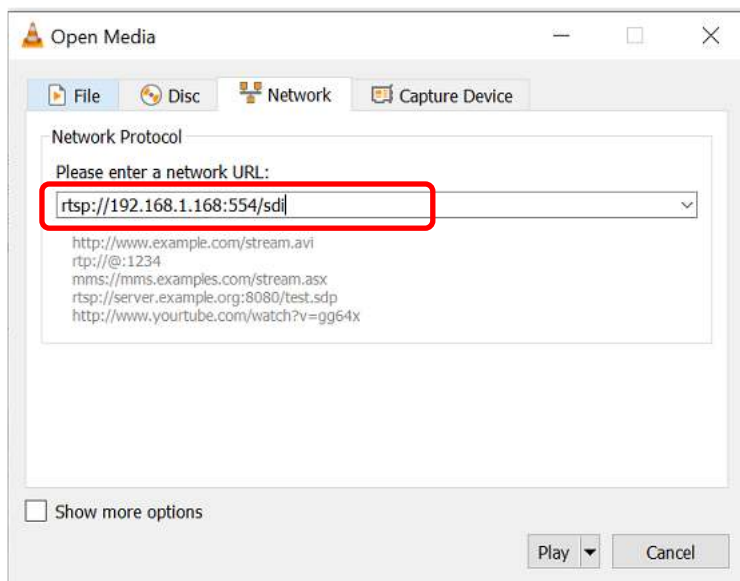 Open Media
File Disc Network Capture Device
Network Protocol
Please enter a network URL:
rtsp://192.168.1.168:554/sdi
http://www.example.com/stream.avi
rtp://@:1234
mms://mms.examples.com/stream.asx
rtsp://server.example.org:8080/test.sdp
http://www.yourtube.com/watch?v=gg64x
Show more options
Play Cancel